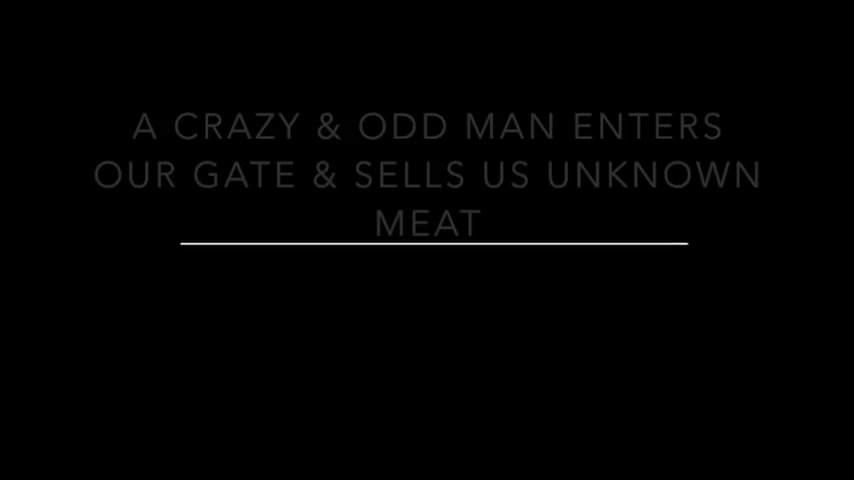 A CRAZY & ODD MAN ENTERS
OUR GATE & SELLS US UNKNOWN
MEAT